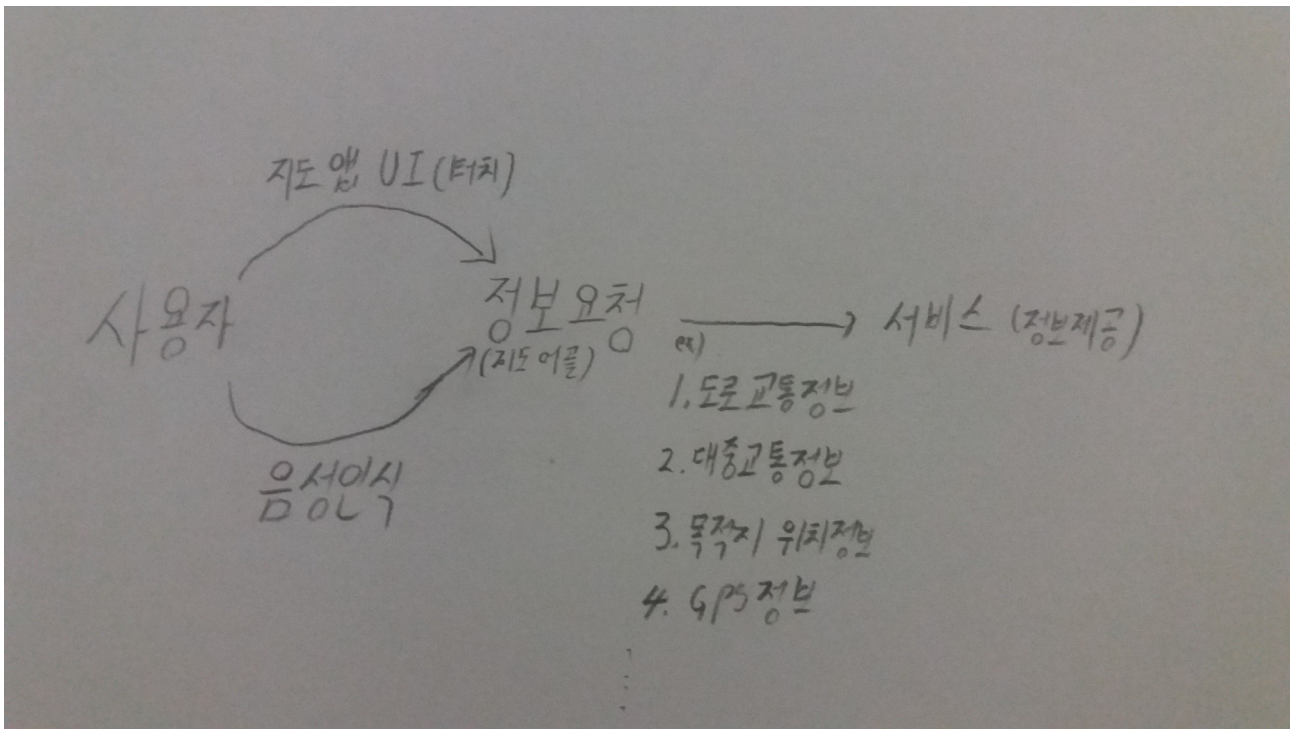 지도 앱 UI (터치)
사용자
정보요청
(지도어플)
서비스 (정보제공)
ex)
1. 도로교통정보
2. 대중교통정보
3. 목적지 위치정보
4. GPS정보
음성인식